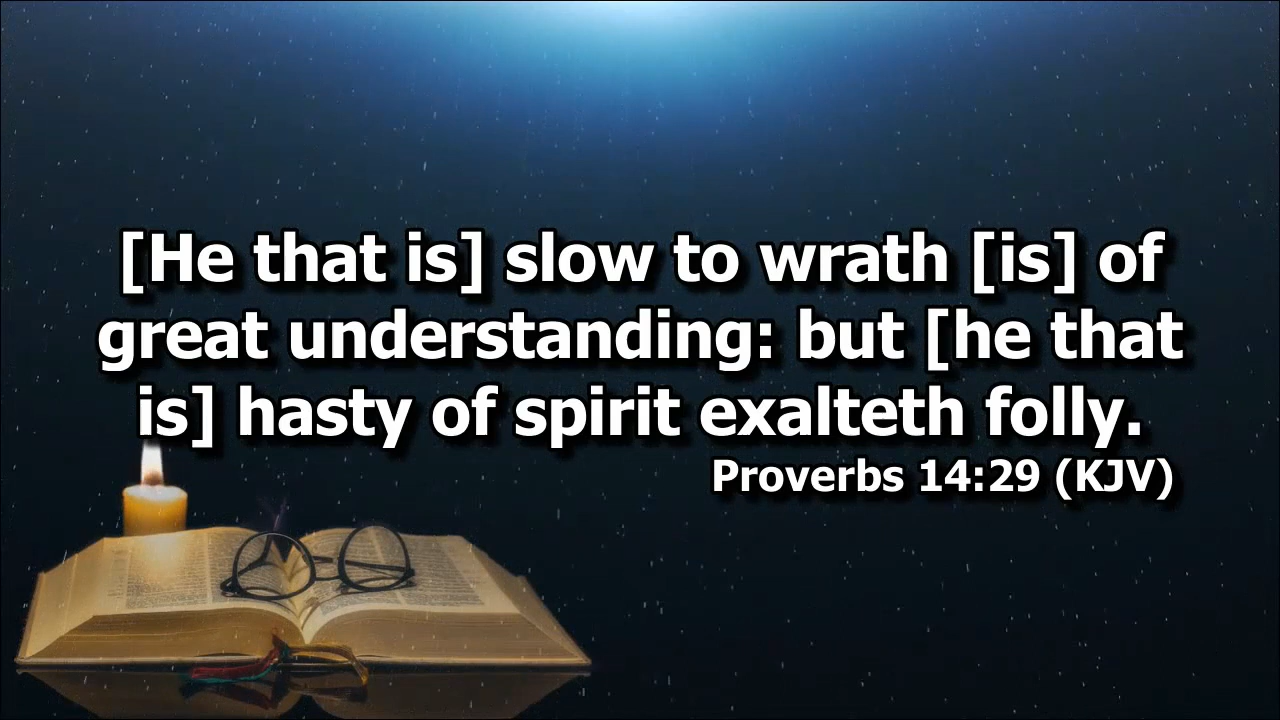 [He that is] slow to wrath [is] of
great understanding: but [he that
is] hasty of spirit exalteth folly.
Proverbs 14:29 (KJV)